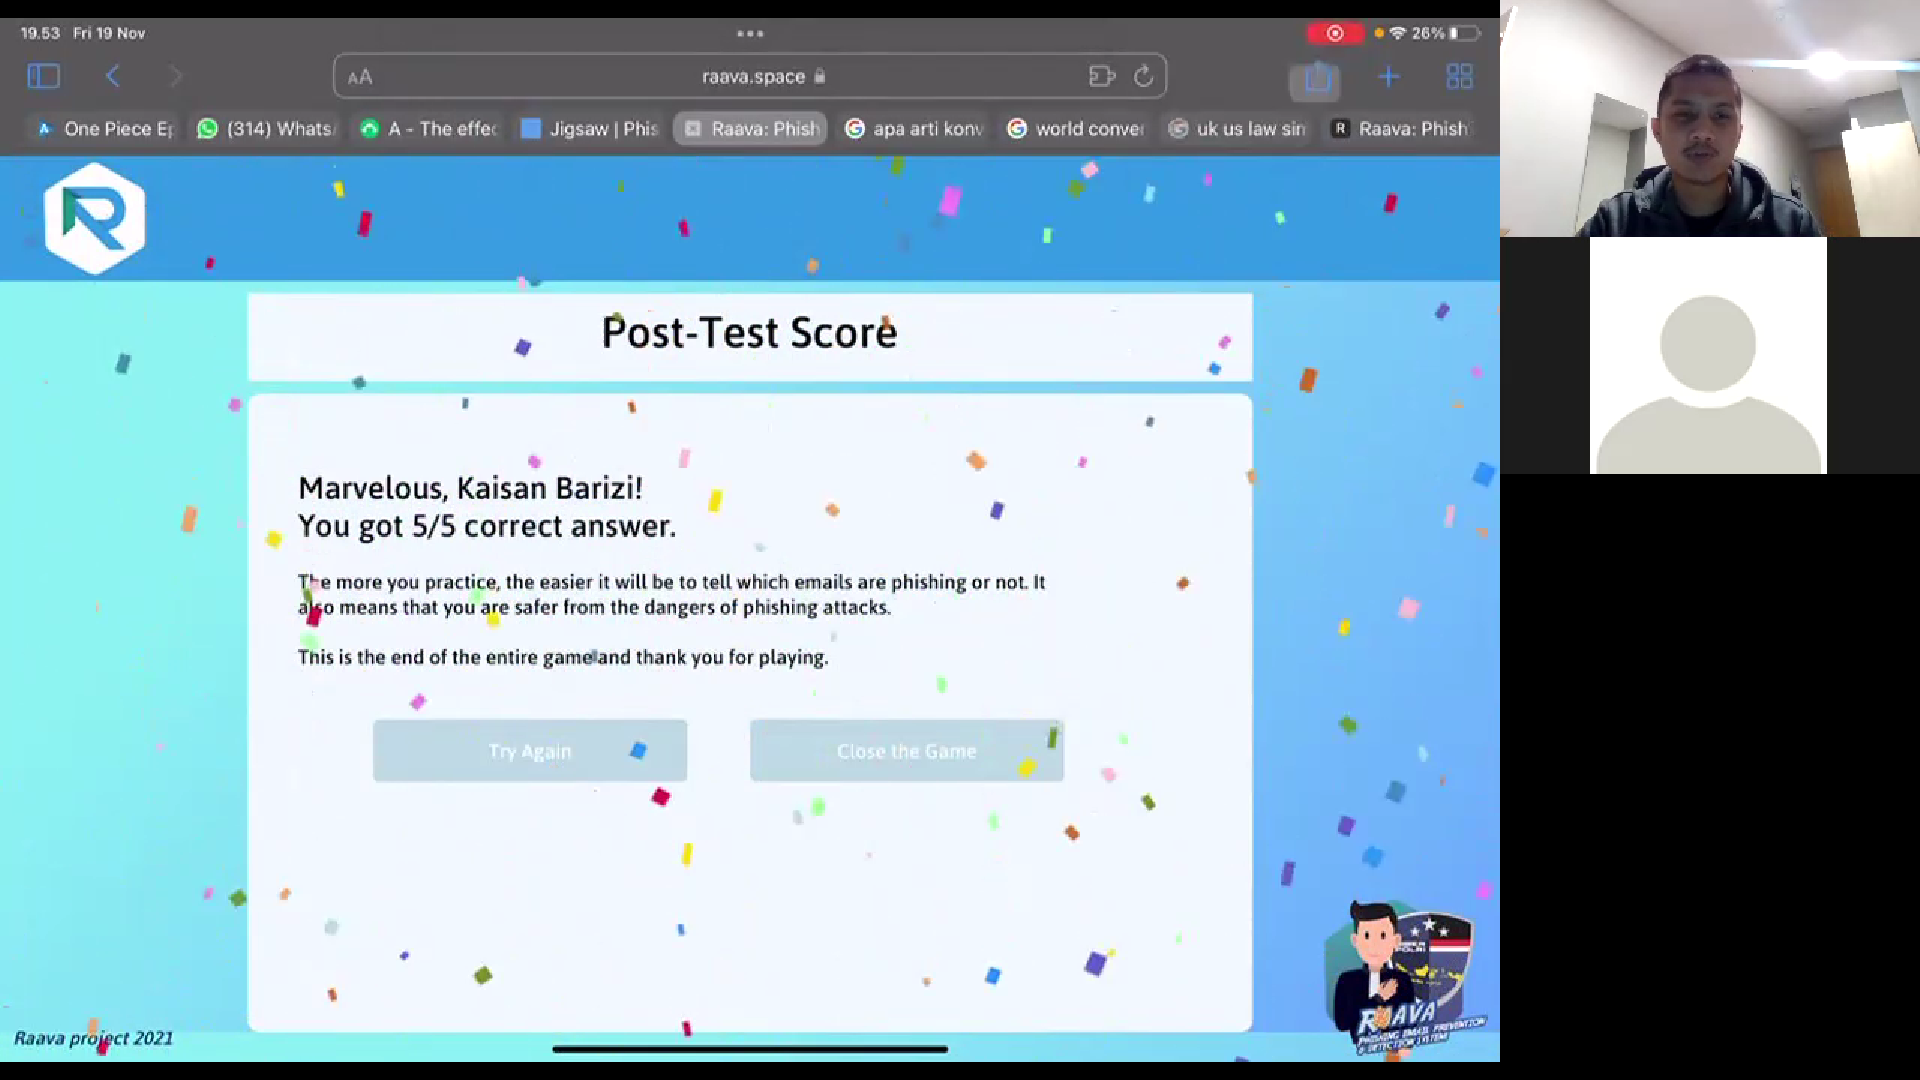 19.53 Fri 19 Nov
26%
AA raava.space
One Piece Ep
(314) Whats
A - The effec
Jigsaw | Phis
Raava: Phish
apa arti konv
world conver
uk us law sin
R Raava: Phish
R
Post-Test Score
Marvelous, Kaisan Barizi!
You got 5/5 correct answer.
The more you practice, the easier it will be to tell which emails are phishing or not. It
also means that you are safer from the dangers of phishing attacks.
This is the end of the entire game and thank you for playing.
Try Again
Close the Game
Raava project 2021
RAAVA
PHISHING EMAIL PREVENTION
& DETECTION SYSTEM